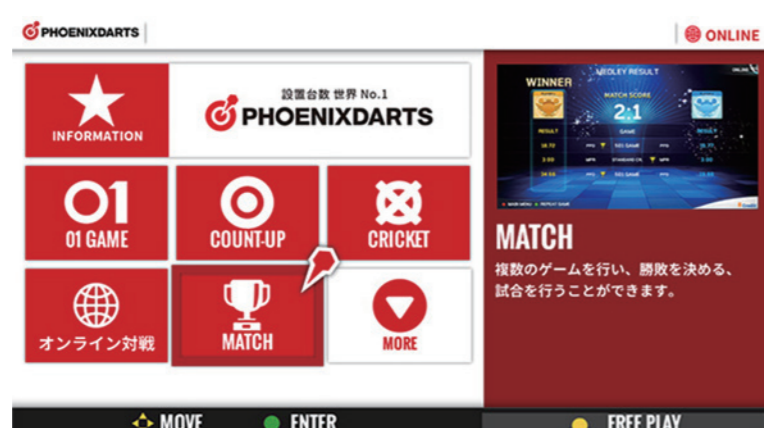 PHOENIXDARTS
ONLINE
INFORMATION
設置台数 世界 No.1
PHOENIXDARTS
01 GAME
COUNT-UP
CRICKET
オンライン対戦
MATCH
MORE
WINNER
MEDLEY RESULT
MATCH SCORE
2:1
RESULT
GAME
RESULT
MATCH
複数のゲームを行い、勝敗を決める、
試合を行うことができます。
MOVE
ENTER
FREE PLAY